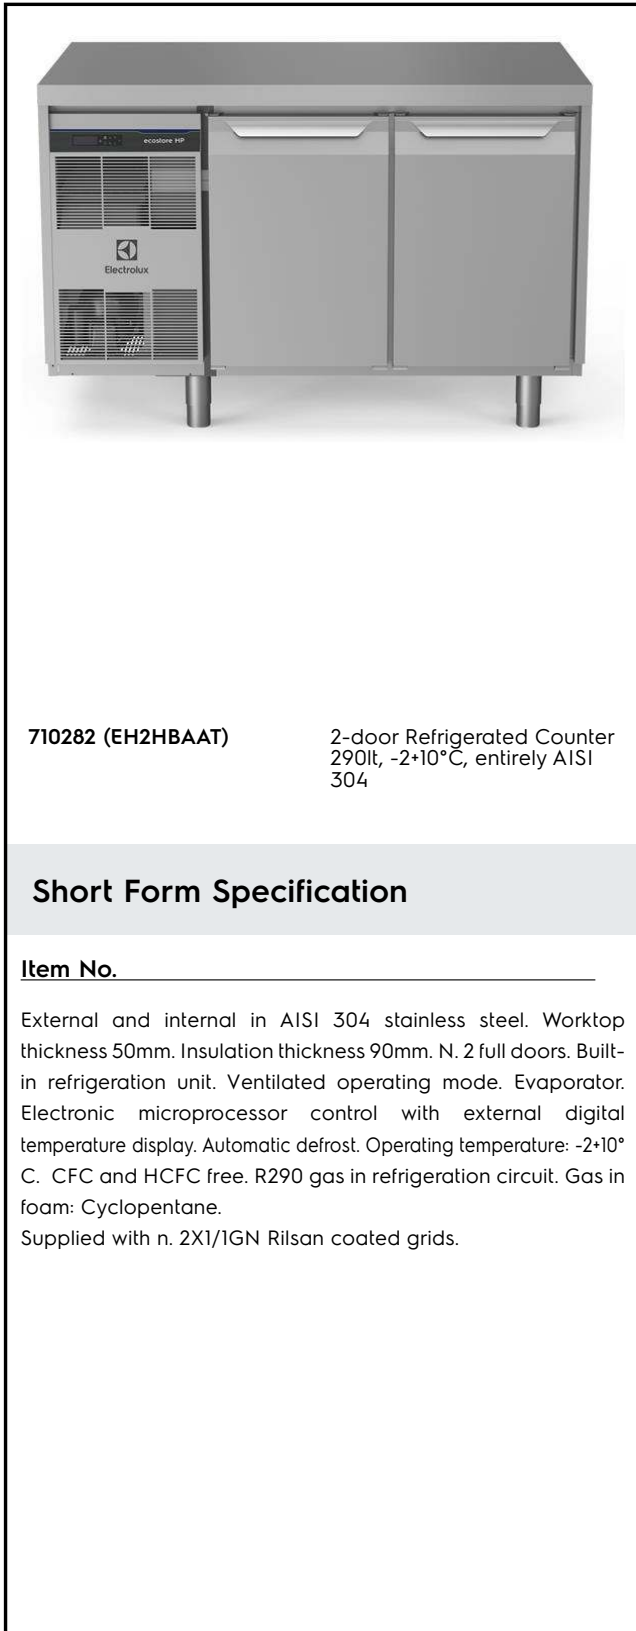 ecostore HP
Electrolux
710282 (EH2HBAAT)
2-door Refrigerated Counter
290lt, -2+10°C, entirely AISI
304
Short Form Specification
Item No.
External and internal in AISI 304 stainless steel. Worktop
thickness 50mm. Insulation thickness 90mm. N. 2 full doors. Built-
in refrigeration unit. Ventilated operating mode. Evaporator.
Electronic microprocessor control with external digital
temperature display. Automatic defrost. Operating temperature: -2+10°
C. CFC and HCFC free. R290 gas in refrigeration circuit. Gas in
foam: Cyclopentane.
Supplied with n. 2X1/1GN Rilsan coated grids.